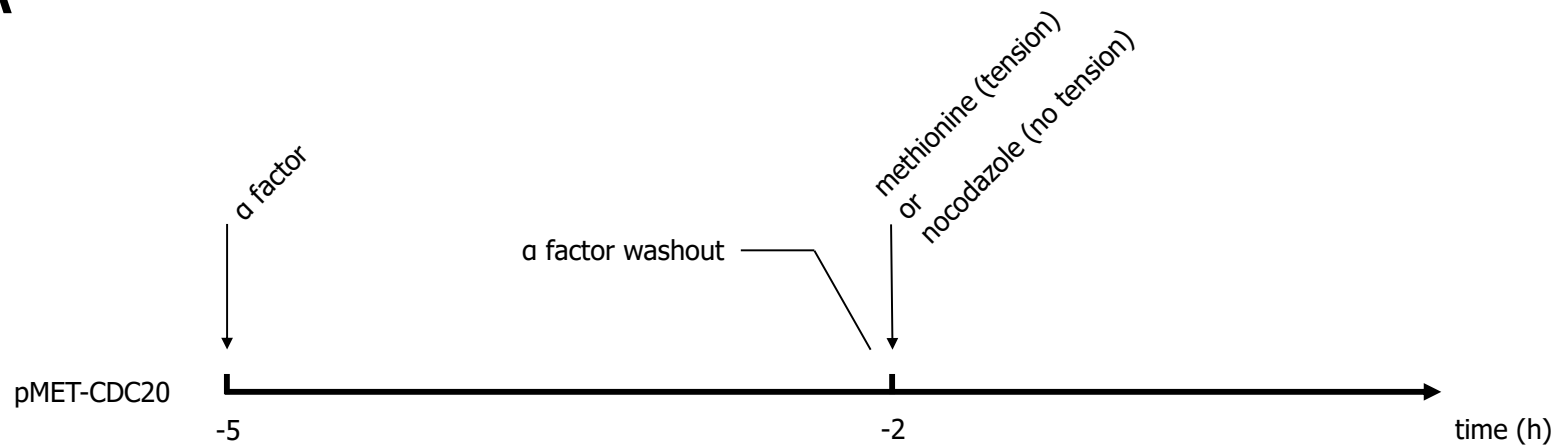 α factor
methionine (tension)
or
nocodazole (no tension)
α factor washout
pMET-CDC20
-5
-2
time (h)